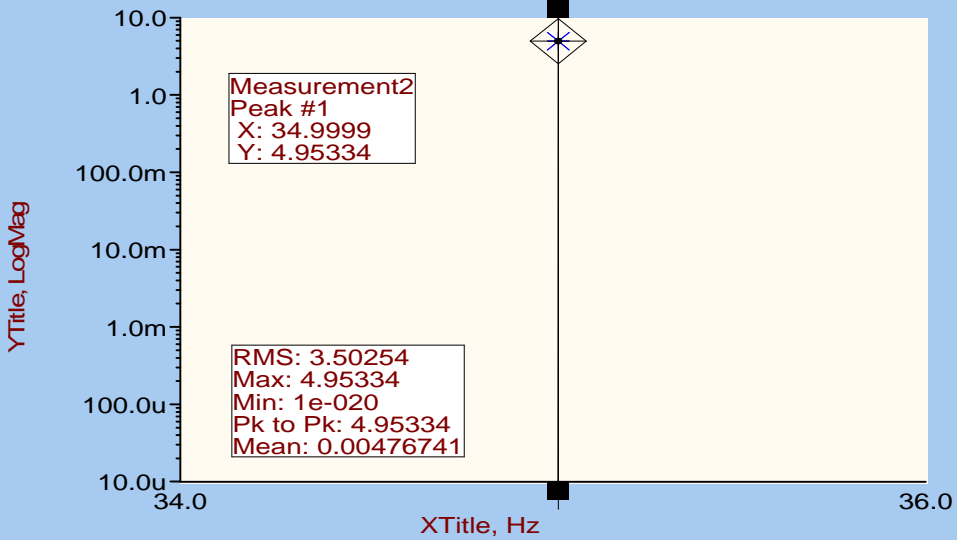 10.0
1.0
100.0m
10.0m
1.0m
100.0u
10.0u
YTitle, LogMag
Measurement2
Peak #1
X: 34.9999
Y: 4.95334
RMS: 3.50254
Max: 4.95334
Min: 1e-020
Pk to Pk: 4.95334
Mean: 0.00476741
34.0
36.0
XTitle, Hz